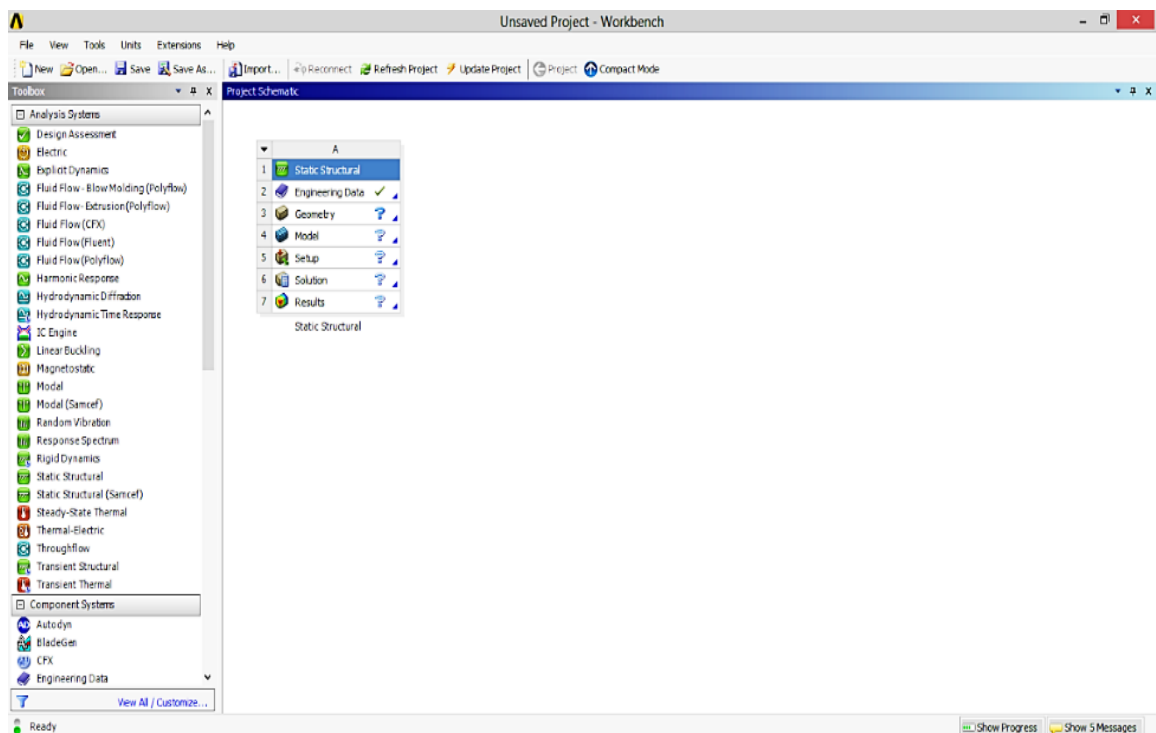 Unsaved Project - Workbench
File View Tools Units Extensions Help
New Open... Save Save As... Import... Reconnect Refresh Project Update Project Project Compact Mode
Toolbox
Project Schematic
Analysis Systems
Design Assessment
Electric
Explicit Dynamics
Fluid Flow - Blow Molding (Polyflow)
Fluid Flow - Extrusion (Polyflow)
Fluid Flow (CFX)
Fluid Flow (Fluent)
Fluid Flow (Polyflow)
Harmonic Response
Hydrodynamic Diffraction
Hydrodynamic Time Response
IC Engine
Linear Buckling
Magnetostatic
Modal
Modal (Samcef)
Random Vibration
Response Spectrum
Rigid Dynamics
Static Structural
Static Structural (Samcef)
Steady-State Thermal
Thermal-Electric
Throughflow
Transient Structural
Transient Thermal
Component Systems
Autodyn
BladeGen
CFX
Engineering Data
View All / Customize...
A
1 Static Structural
2 Engineering Data
3 Geometry
4 Model
5 Setup
6 Solution
7 Results
Static Structural
Ready
Show Progress
Show 5 Messages